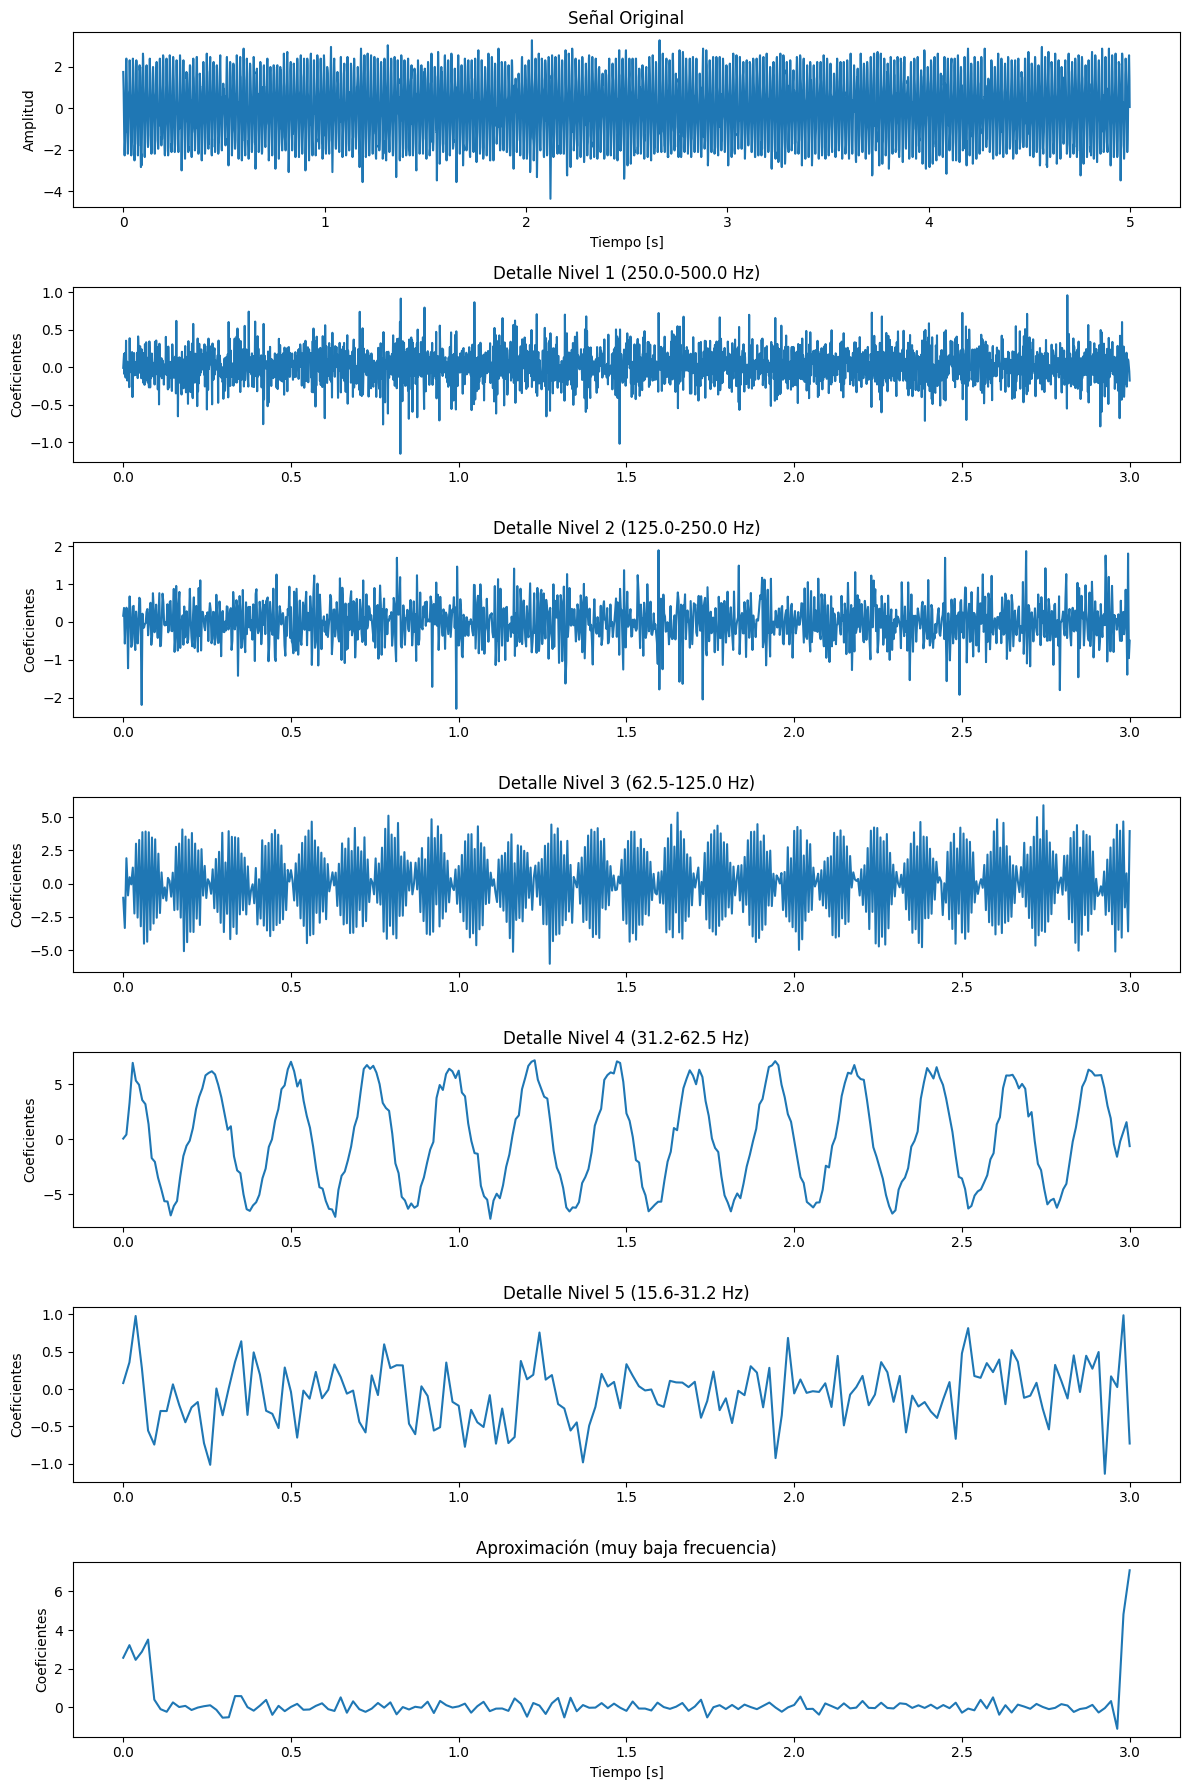 Señal Original
Amplitud
2
0
−2
−4
0 1 2 3 4 5
Tiempo [s]
Detalle Nivel 1 (250.0-500.0 Hz)
Coeficientes
1.0
0.5
0.0
−0.5
−1.0
0.0 0.5 1.0 1.5 2.0 2.5 3.0
Detalle Nivel 2 (125.0-250.0 Hz)
Coeficientes
2
1
0
−1
−2
0.0 0.5 1.0 1.5 2.0 2.5 3.0
Detalle Nivel 3 (62.5-125.0 Hz)
Coeficientes
5.0
2.5
0.0
−2.5
−5.0
0.0 0.5 1.0 1.5 2.0 2.5 3.0
Detalle Nivel 4 (31.2-62.5 Hz)
Coeficientes
5
0
−5
0.0 0.5 1.0 1.5 2.0 2.5 3.0
Detalle Nivel 5 (15.6-31.2 Hz)
Coeficientes
1.0
0.5
0.0
−0.5
−1.0
0.0 0.5 1.0 1.5 2.0 2.5 3.0
Aproximación (muy baja frecuencia)
Coeficientes
6
4
2
0
0.0 0.5 1.0 1.5 2.0 2.5 3.0
Tiempo [s]